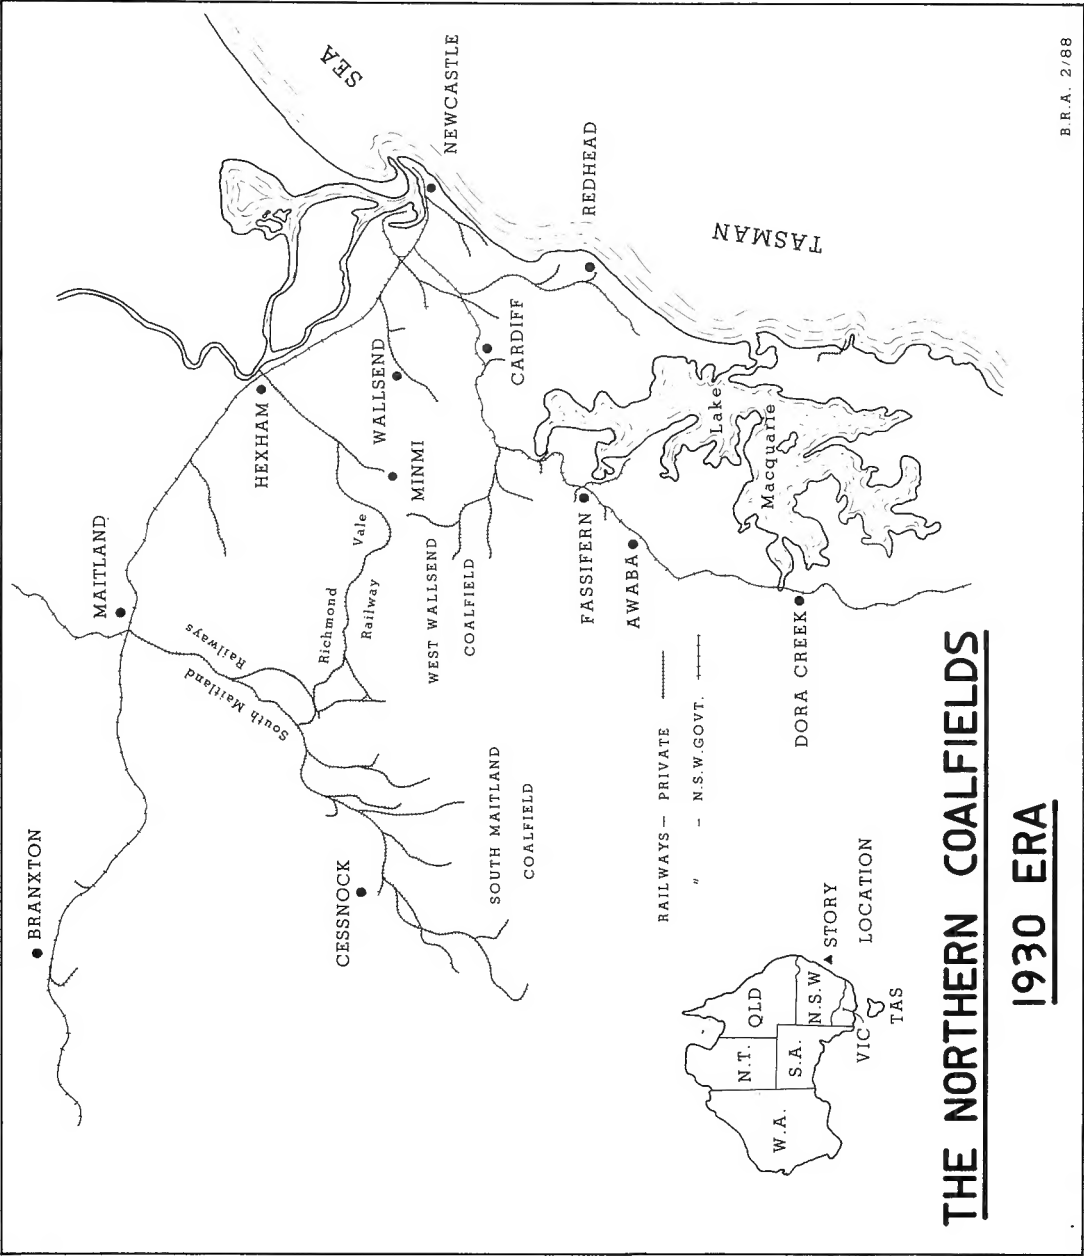 BRANXTON
MAITLAND
HEXHAM
SEA
NEWCASTLE
REDHEAD
TASMAN
WALLSEND
CARDIFF
MINMI
Lake
Macquarie
South Maitland
Railways
Richmond
Vale
Railway
WEST WALLSEND
COALFIELD
FASSIFERN
AWABA
DORA CREEK
CESSNOCK
SOUTH MAITLAND
COALFIELD
RAILWAYS – PRIVATE
" – N.S.W. GOVT.
W.A.
N.T.
S.A.
QLD
N.S.W
VIC
TAS
▲ STORY
LOCATION
THE NORTHERN COALFIELDS
1930 ERA
B.R.A. 2/88